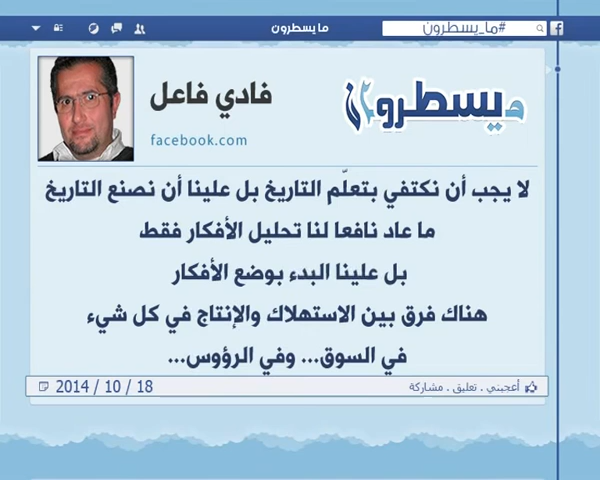 ما يسطرون
#ما_يسطرون
ما يسطرون
فادي فاعل
facebook.com
لا يجب أن نكتفي بتعلّم التاريخ بل علينا أن نصنع التاريخ
ما عاد نافعا لنا تحليل الأفكار فقط
بل علينا البدء بوضع الأفكار
هناك فرق بين الاستهلاك والإنتاج في كل شيء
في السوق... وفي الرؤوس...
أعجبني . تعليق . مشاركة
2014 / 10 / 18